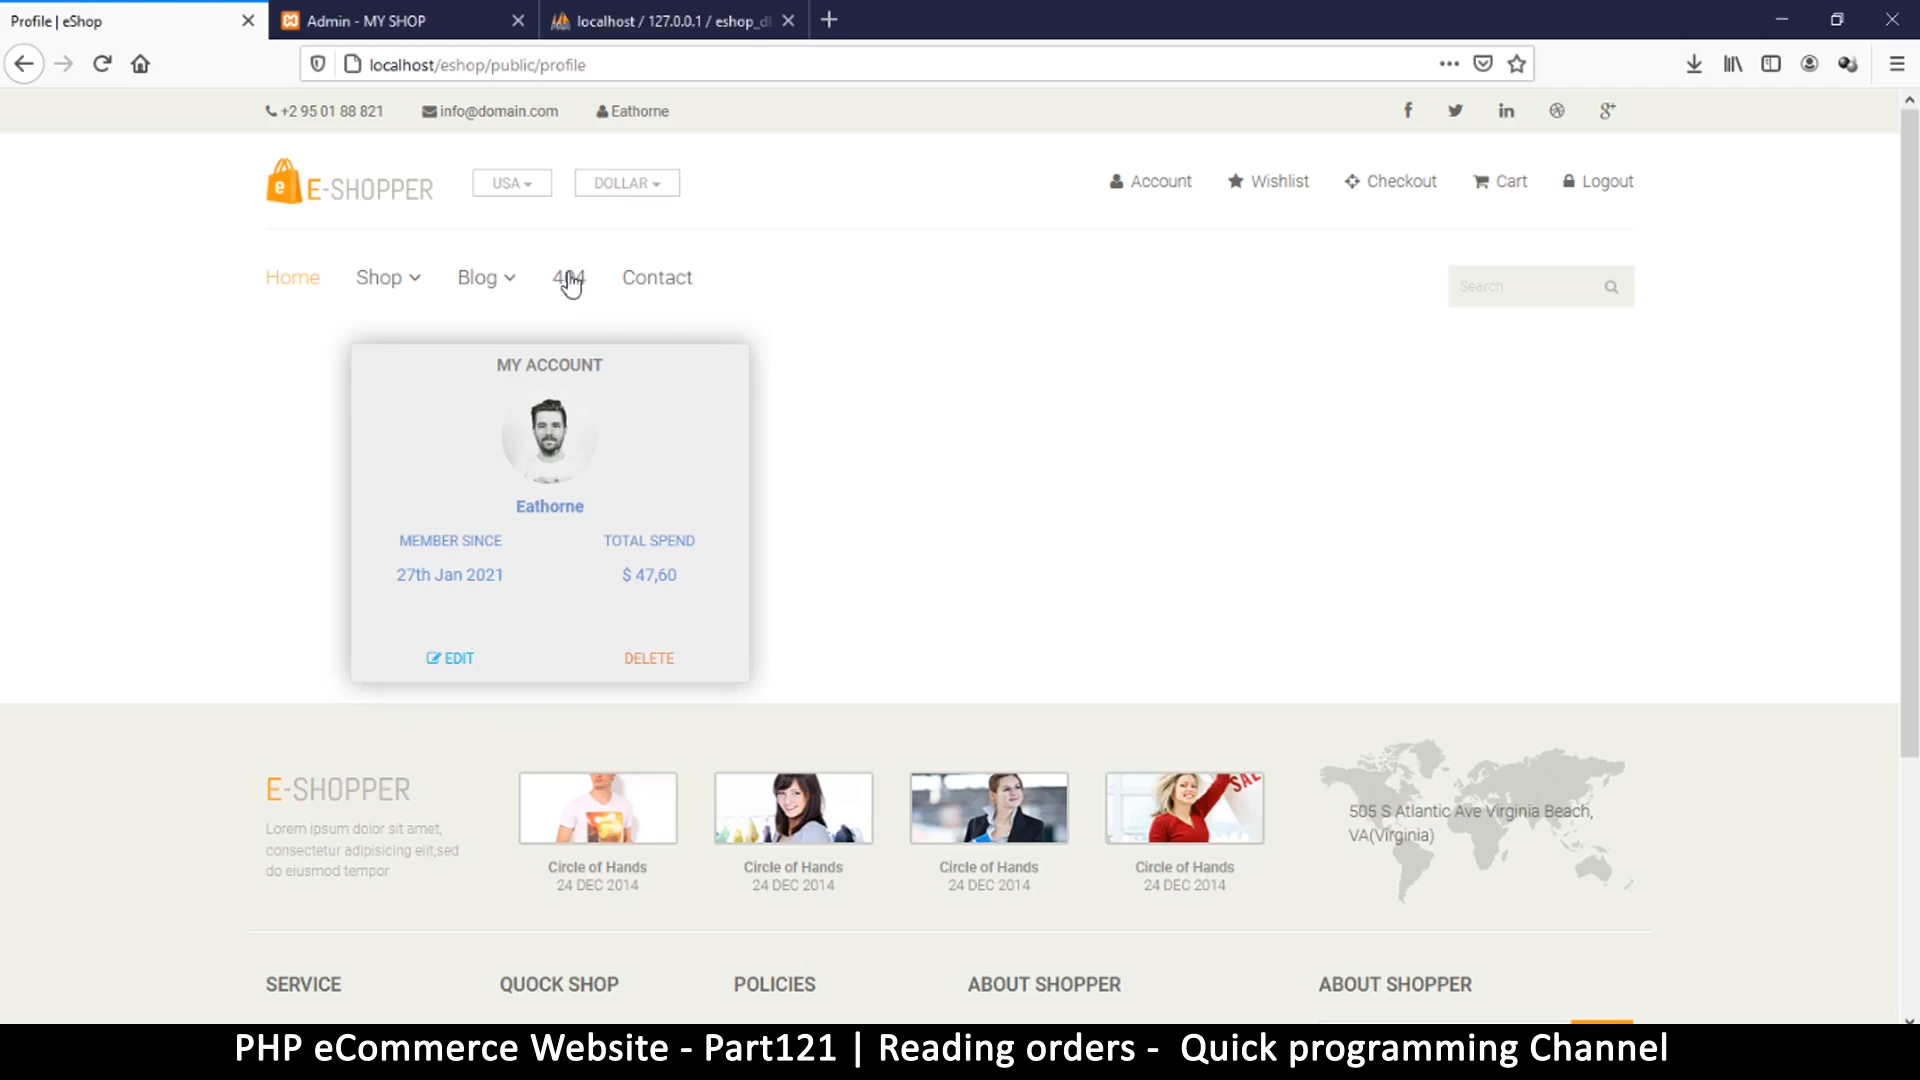 Profile | eShop
Admin - MY SHOP
localhost / 127.0.0.1 / eshop_d
localhost/eshop/public/profile
+2 95 01 88 821
info@domain.com
Eathorne
E-SHOPPER
USA
DOLLAR
Account
Wishlist
Checkout
Cart
Logout
Home
Shop
Blog
404
Contact
Search
MY ACCOUNT
Eathorne
MEMBER SINCE
TOTAL SPEND
27th Jan 2021
$ 47,60
EDIT
DELETE
E-SHOPPER
Lorem ipsum dolor sit amet,
consectetur adipisicing elit,sed
do eiusmod tempor
Circle of Hands
24 DEC 2014
Circle of Hands
24 DEC 2014
Circle of Hands
24 DEC 2014
SALE
Circle of Hands
24 DEC 2014
505 S Atlantic Ave Virginia Beach,
VA(Virginia)
SERVICE
QUOCK SHOP
POLICIES
ABOUT SHOPPER
ABOUT SHOPPER
PHP eCommerce Website - Part121 | Reading orders - Quick programming Channel